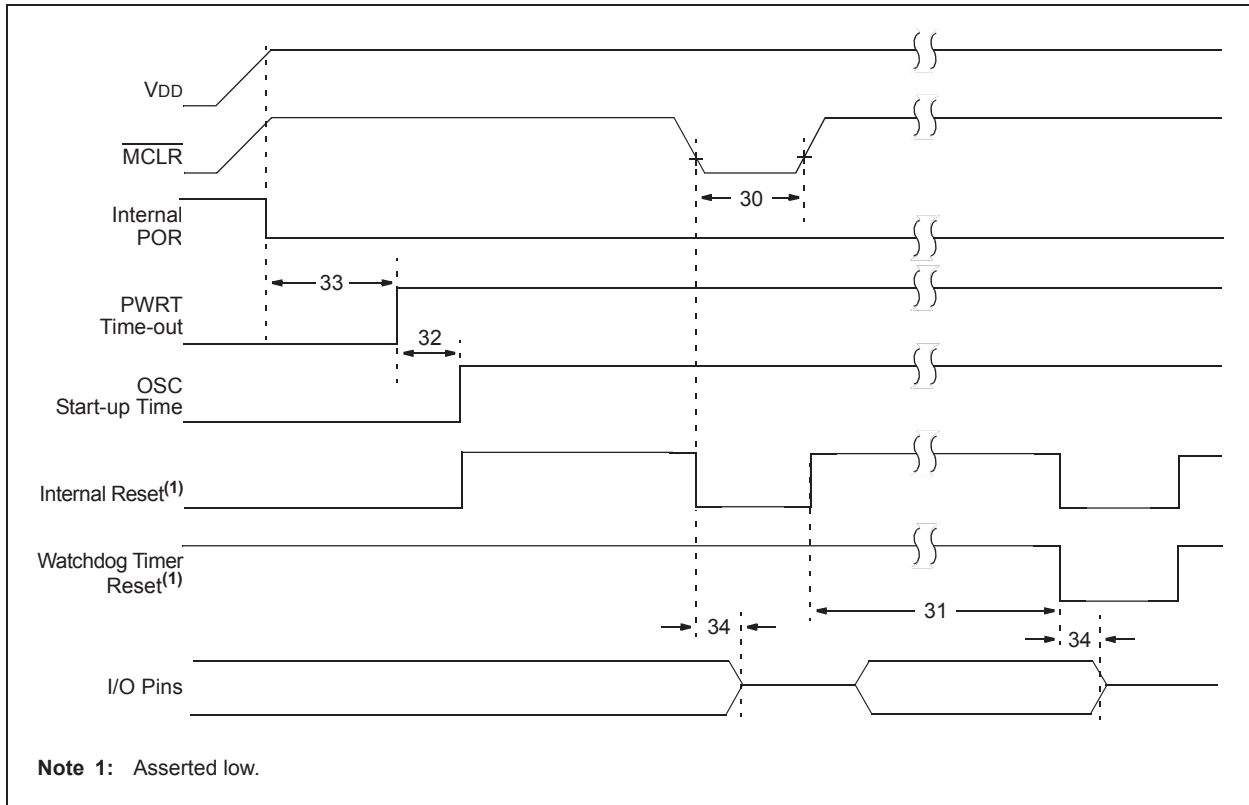 VDD
MCLR
30
Internal
POR
33
PWRT
Time-out
32
OSC
Start-up Time
Internal Reset(1)
Watchdog Timer
Reset(1)
31
34
34
I/O Pins
Note 1: Asserted low.